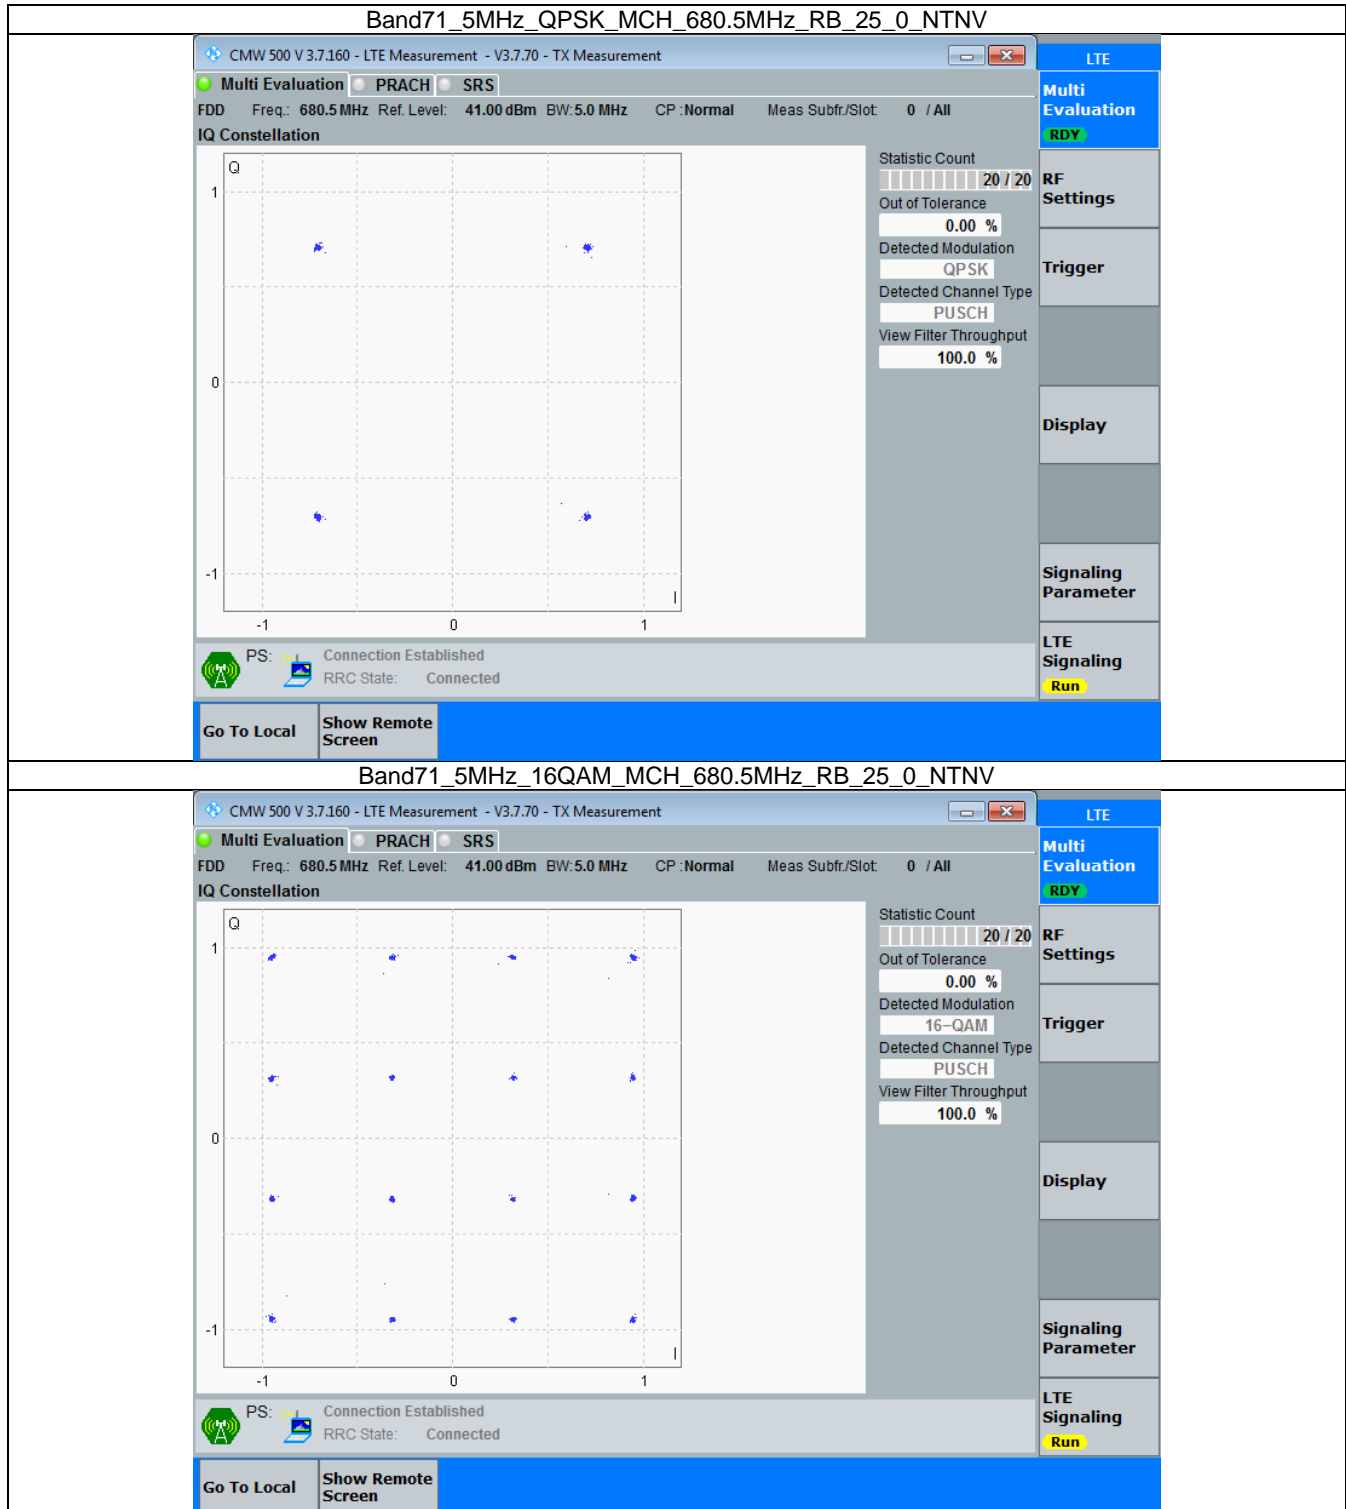 Band71_5MHz_QPSK_MCH_680.5MHz_RB_25_0_NTNV
CMW 500 V 3.7.160 - LTE Measurement - V3.7.70 - TX Measurement
LTE
Multi Evaluation PRACH SRS
FDD Freq.: 680.5 MHz Ref. Level: 41.00 dBm BW: 5.0 MHz CP : Normal Meas Subfr./Slot: 0 / All
IQ Constellation
Q
1
0
-1
I
-1 0 1
Statistic Count
20 / 20
Out of Tolerance
0.00 %
Detected Modulation
QPSK
Detected Channel Type
PUSCH
View Filter Throughput
100.0 %
Multi
Evaluation
RDY
RF
Settings
Trigger
Display
Signaling
Parameter
LTE
Signaling
Run
PS: Connection Established
RRC State: Connected
Go To Local
Show Remote
Screen
Band71_5MHz_16QAM_MCH_680.5MHz_RB_25_0_NTNV
CMW 500 V 3.7.160 - LTE Measurement - V3.7.70 - TX Measurement
LTE
Multi Evaluation PRACH SRS
FDD Freq.: 680.5 MHz Ref. Level: 41.00 dBm BW: 5.0 MHz CP : Normal Meas Subfr./Slot: 0 / All
IQ Constellation
Q
1
0
-1
I
-1 0 1
Statistic Count
20 / 20
Out of Tolerance
0.00 %
Detected Modulation
16-QAM
Detected Channel Type
PUSCH
View Filter Throughput
100.0 %
Multi
Evaluation
RDY
RF
Settings
Trigger
Display
Signaling
Parameter
LTE
Signaling
Run
PS: Connection Established
RRC State: Connected
Go To Local
Show Remote
Screen